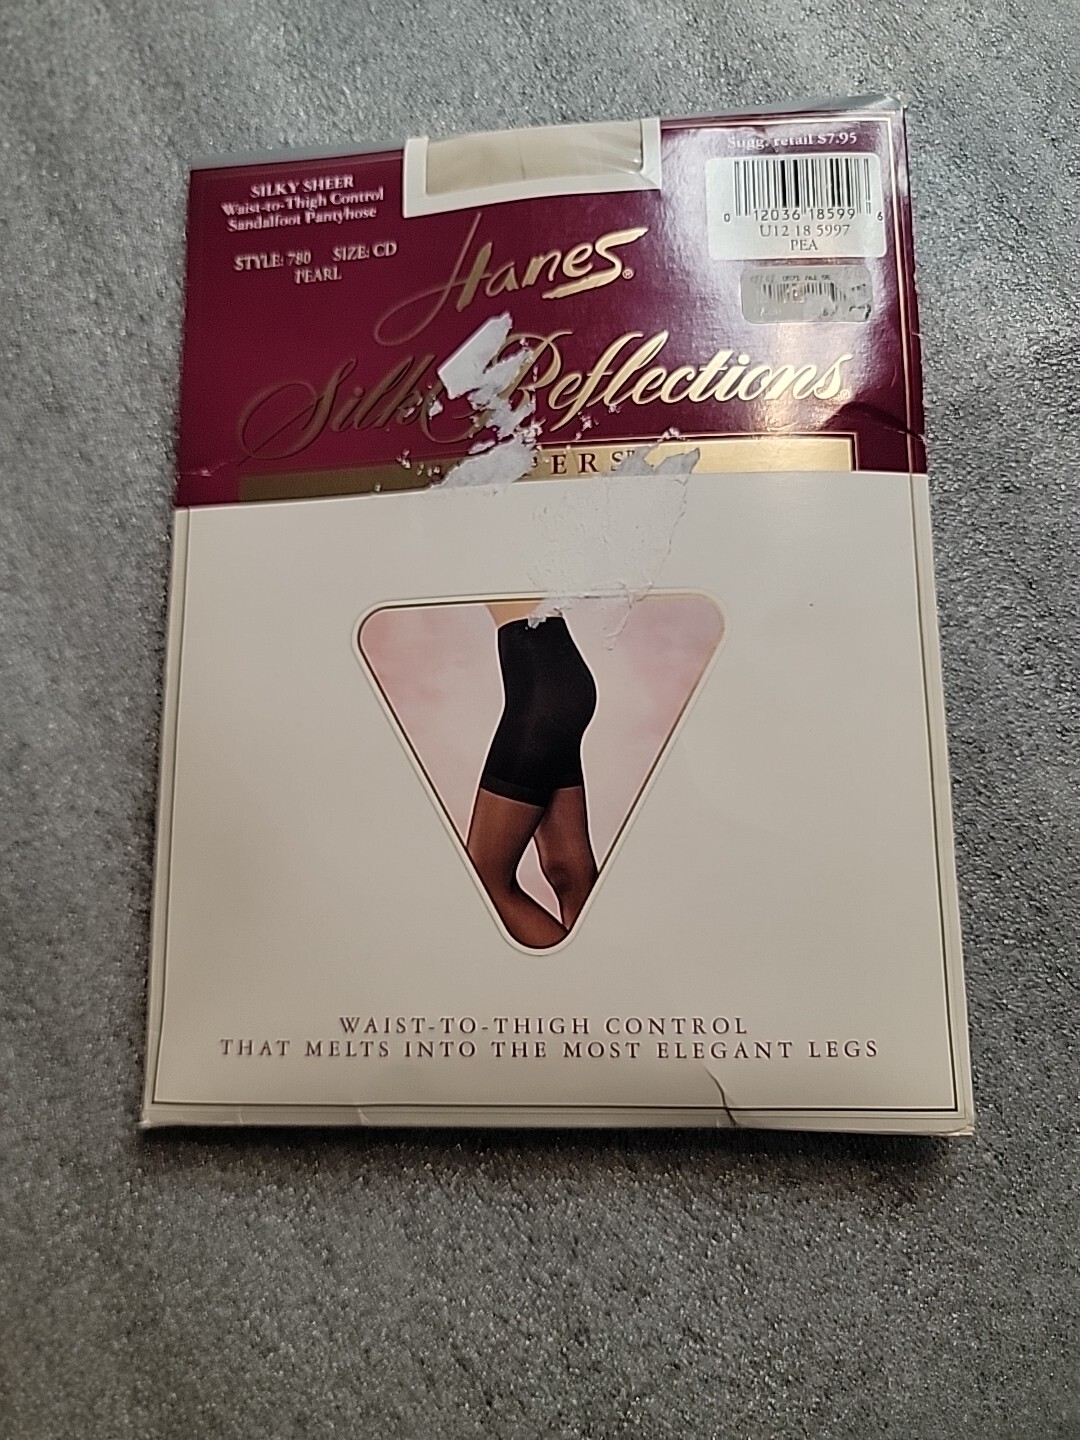 Sugg. retail $7.95
SILKY SHEER
Waist-to-Thigh Control
Sandalfoot Pantyhose
STYLE: 780 SIZE: CD
PEARL
0 12036 18599 6
U12 18 5997
PEA
Hanes®
Silk Reflections
ERS
WAIST-TO-THIGH CONTROL
THAT MELTS INTO THE MOST ELEGANT LEGS